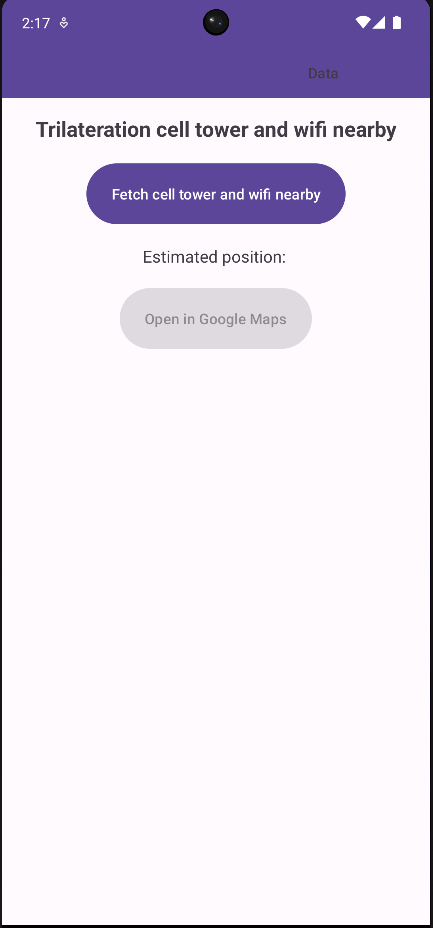 2:17
Data
Trilateration cell tower and wifi nearby
Fetch cell tower and wifi nearby
Estimated position:
Open in Google Maps